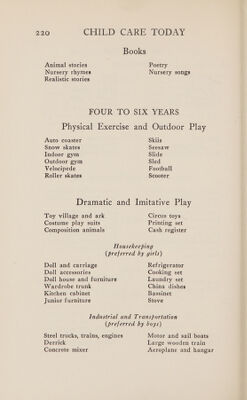 220 CHILD CARE TODAY
Books
Animal stories Poetry
Nursery rhymes Nursery songs
Realistic stories
FOUR TO SIX YEARS
Physical Exercise and Outdoor Play
Auto coaster Skiis
Snow skates Seesaw
Indoor gym Slide
Outdoor gym Sled
Velocipede Football
Roller skates Scooter
Dramatic and Imitative Play
Toy village and ark Circus toys
Costume play suits Printing set
Composition animals Cash register
Housekeeping
(preferred by girls)
Doll and carriage Refrigerator
Doll accessories Cooking set
Doll house and furniture Laundry set
Wardrobe trunk China dishes
Kitchen cabinet Bassinet
Junior furniture Stove
Industrial and Transportation
(preferred by boys)
Steel trucks, trains, engines Motor and sail boats
Derrick Large wooden train
Concrete mixer Aeroplane and hangar